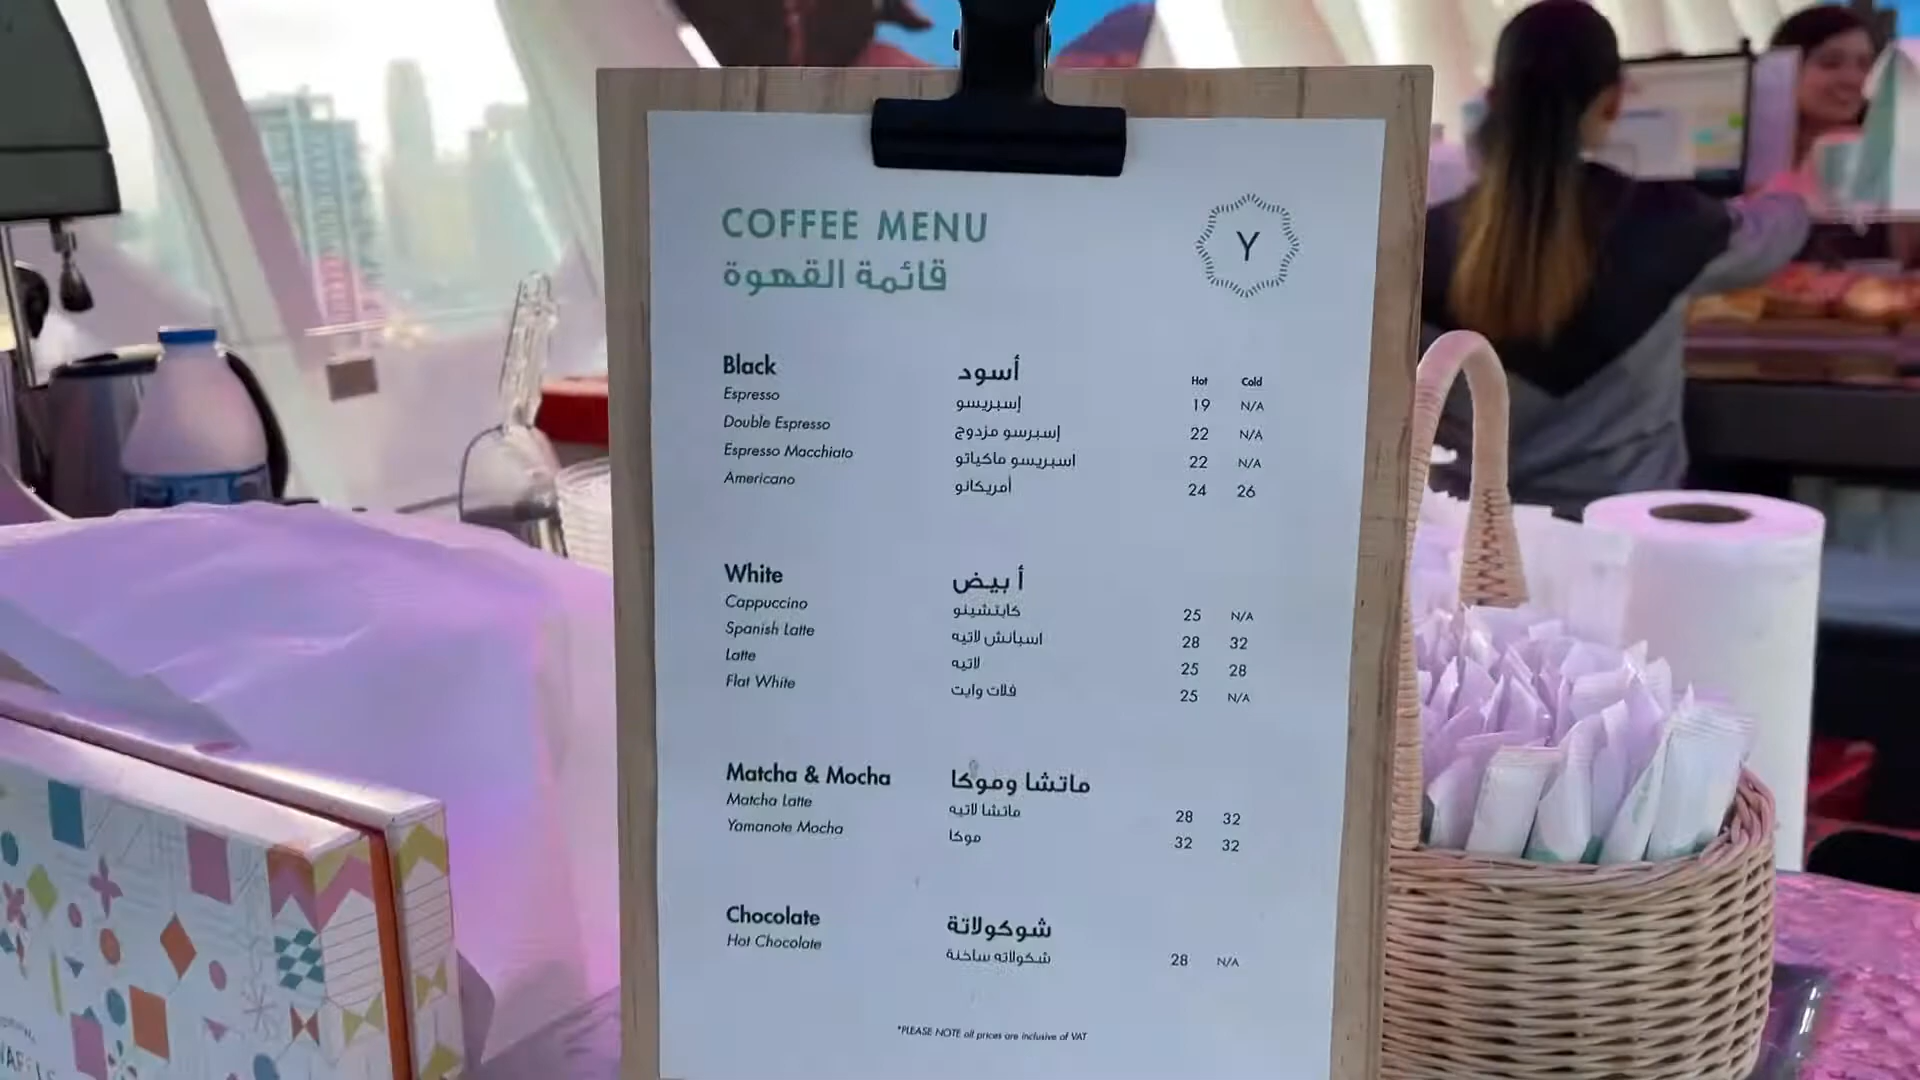 COFFEE MENU
قائمة القهوة
Y
Black أسود Hot Cold
Espresso إسبريسو 19 N/A
Double Espresso إسبرسو مزدوج 22 N/A
Espresso Macchiato اسبريسو ماكياتو 22 N/A
Americano أمريكانو 24 26
White أبيض
Cappuccino كابتشينو 25 N/A
Spanish Latte اسبانش لاتيه 28 32
Latte لاتيه 25 28
Flat White فلات وايت 25 N/A
Matcha & Mocha ماتشا وموكا
Matcha Latte ماتشا لاتيه 28 32
Yamanote Mocha موكا 32 32
Chocolate شوكولاتة
Hot Chocolate شكولاته ساخنة 28 N/A
*PLEASE NOTE all prices are inclusive of VAT